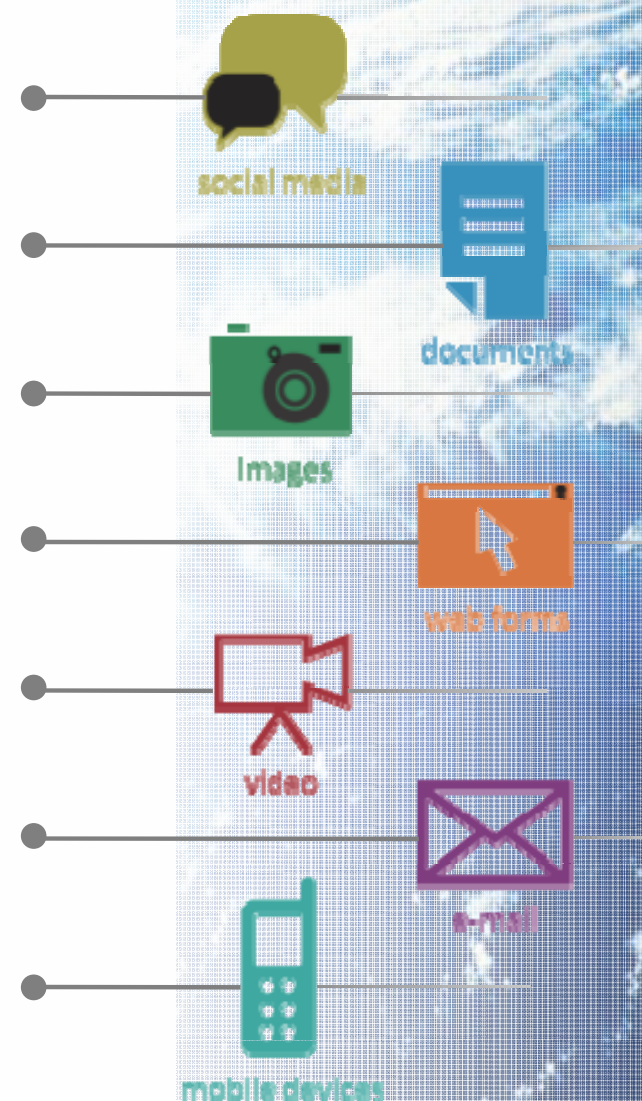 social media
documents
Images
web forms
video
e-mail
mobile devices